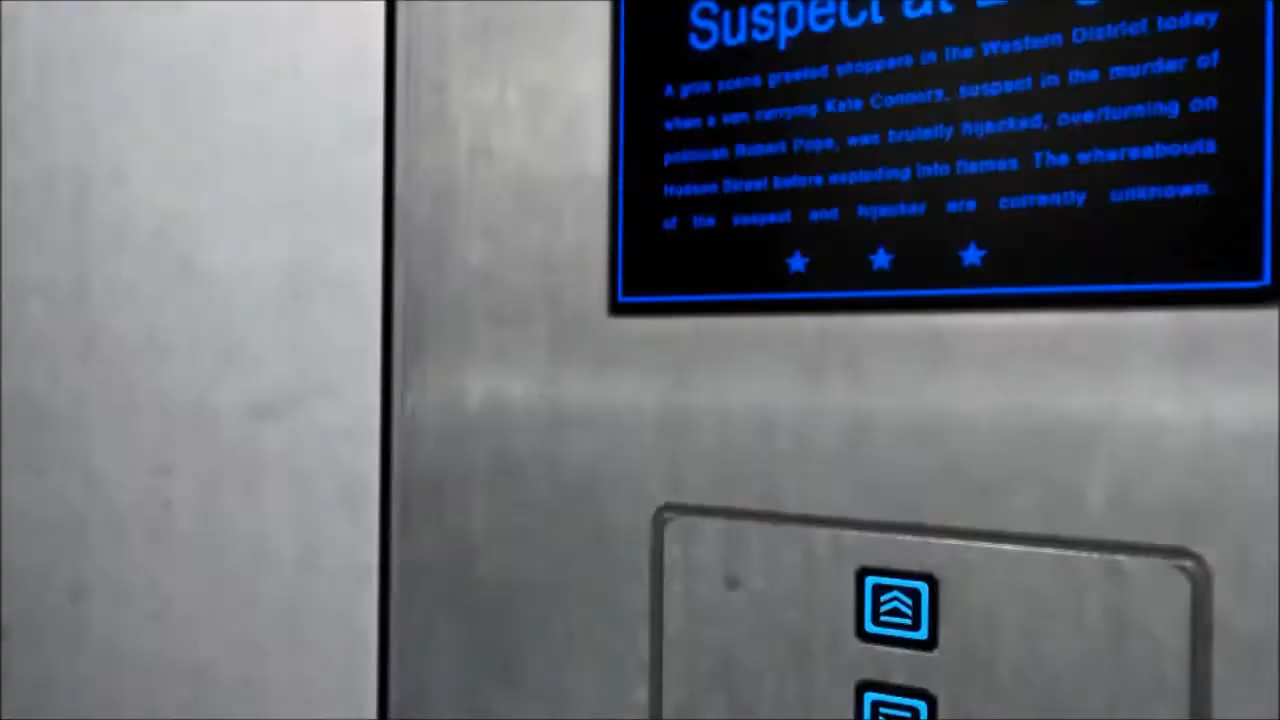 Suspect at
A grim scene greeted shoppers in the Western District today
when a van carrying Kate Connors, suspect in the murder of
politician Robert Pope, was brutally hijacked, overturning on
Hudson Street before exploding into flames. The whereabouts
of the suspect and hijacker are currently unknown.